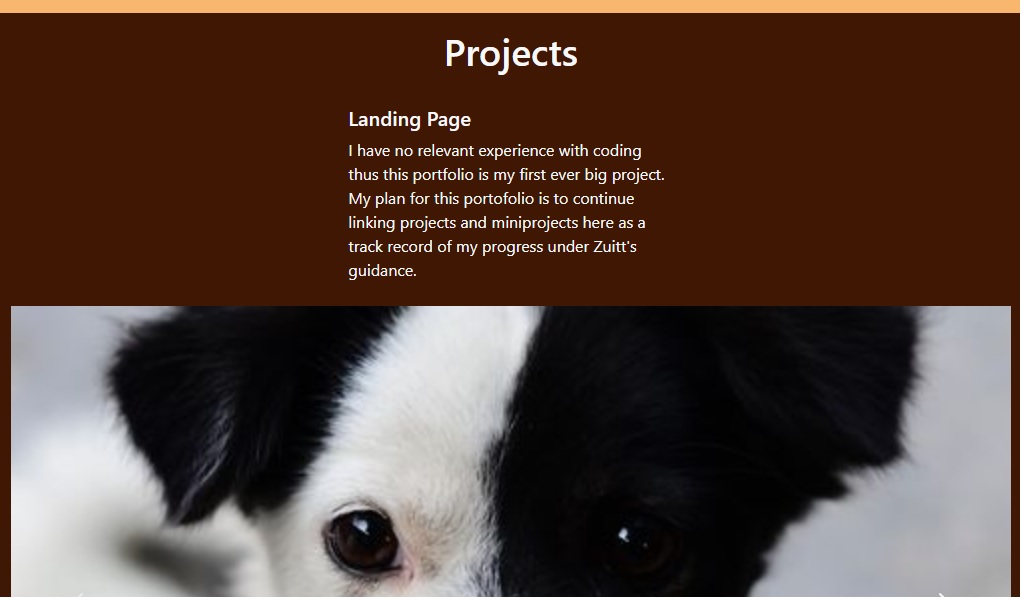 Projects
Landing Page
I have no relevant experience with coding
thus this portfolio is my first ever big project.
My plan for this portofolio is to continue
linking projects and miniprojects here as a
track record of my progress under Zuitt's
guidance.